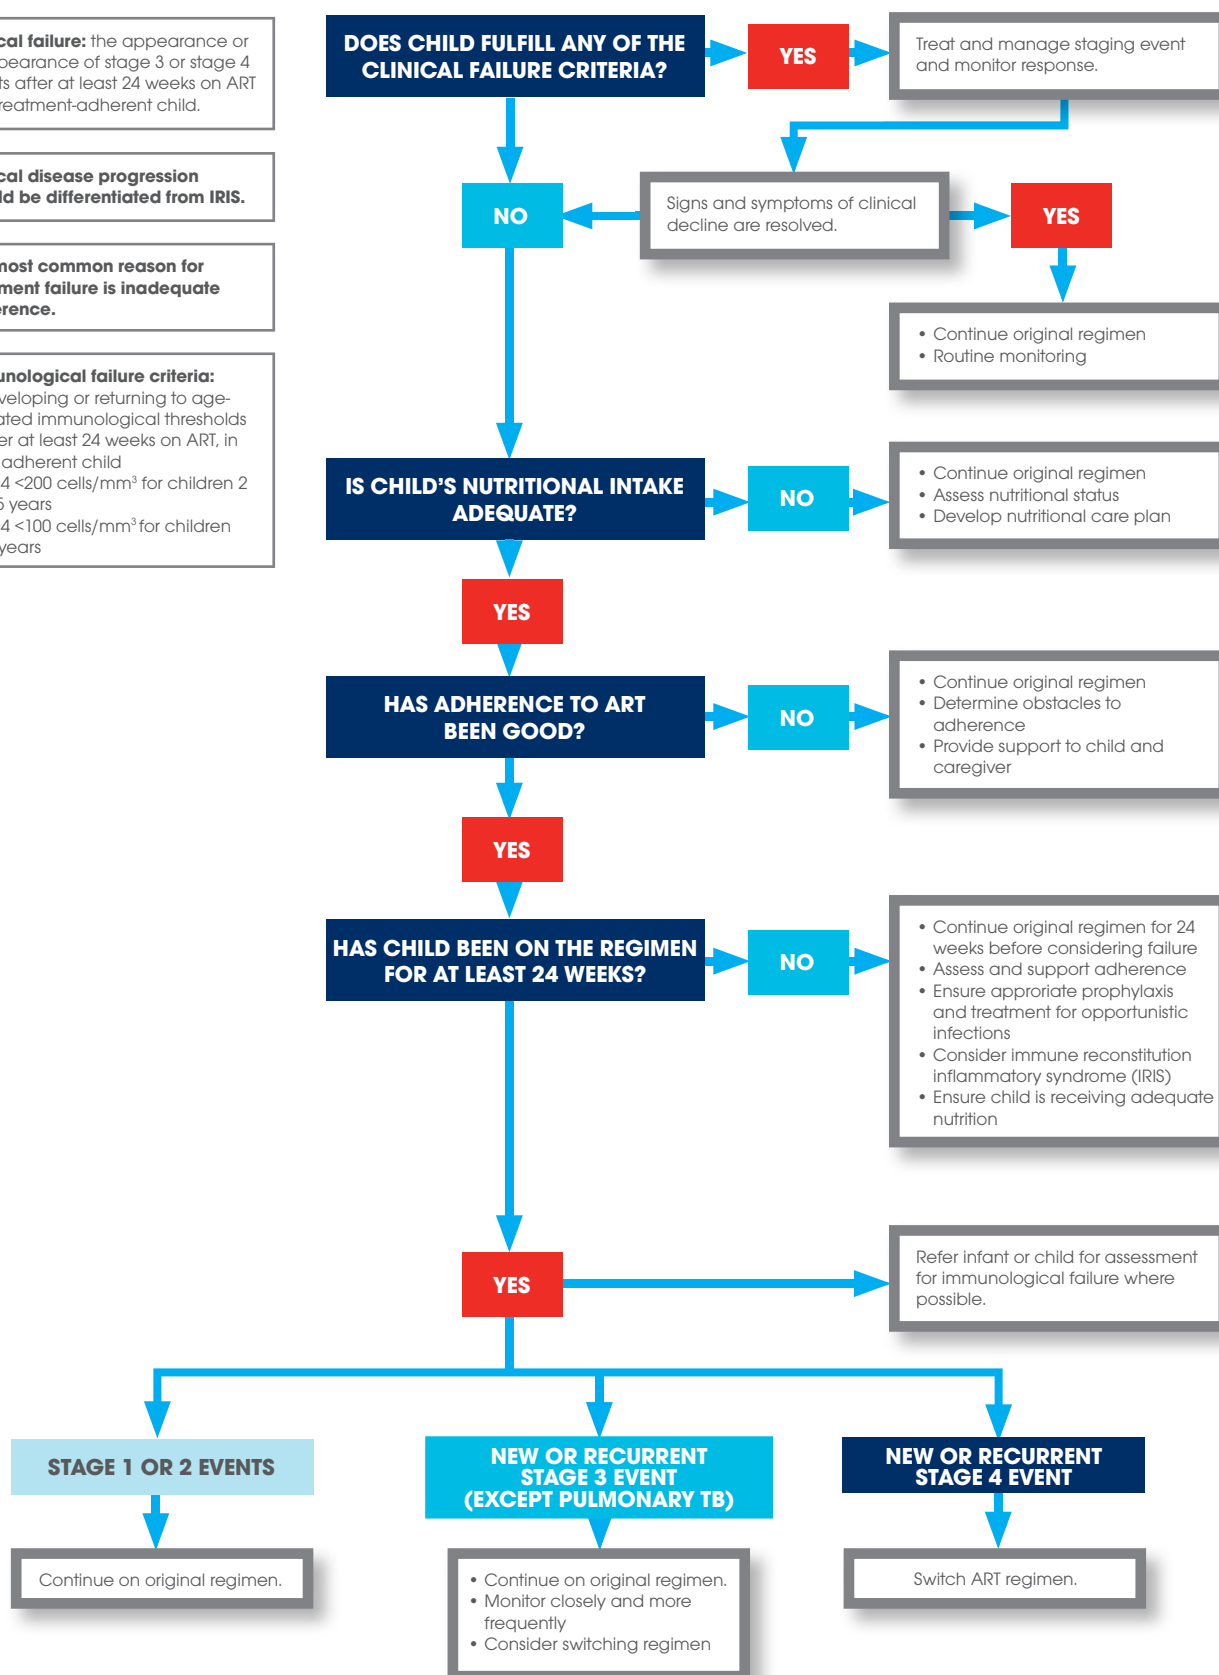 cal failure: the appearance or
pearance of stage 3 or stage 4
ts after at least 24 weeks on ART
reatment-adherent child.
cal disease progression
ld be differentiated from IRIS.
most common reason for
ment failure is inadequate
erence.
unological failure criteria:
veloping or returning to age-
ated immunological thresholds
er at least 24 weeks on ART, in
adherent child
4 <200 cells/mm³ for children 2
5 years
4 <100 cells/mm³ for children
years
DOES CHILD FULFILL ANY OF THE
CLINICAL FAILURE CRITERIA?
YES
Treat and manage staging event
and monitor response.
NO
Signs and symptoms of clinical
decline are resolved.
YES
• Continue original regimen
• Routine monitoring
IS CHILD'S NUTRITIONAL INTAKE
ADEQUATE?
NO
• Continue original regimen
• Assess nutritional status
• Develop nutritional care plan
YES
HAS ADHERENCE TO ART
BEEN GOOD?
NO
• Continue original regimen
• Determine obstacles to
adherence
• Provide support to child and
caregiver
YES
HAS CHILD BEEN ON THE REGIMEN
FOR AT LEAST 24 WEEKS?
NO
• Continue original regimen for 24
weeks before considering failure
• Assess and support adherence
• Ensure approriate prophylaxis
and treatment for opportunistic
infections
• Consider immune reconstitution
inflammatory syndrome (IRIS)
• Ensure child is receiving adequate
nutrition
YES
Refer infant or child for assessment
for immunological failure where
possible.
STAGE 1 OR 2 EVENTS
NEW OR RECURRENT
STAGE 3 EVENT
(EXCEPT PULMONARY TB)
NEW OR RECURRENT
STAGE 4 EVENT
Continue on original regimen.
• Continue on original regimen.
• Monitor closely and more
frequently
• Consider switching regimen
Switch ART regimen.